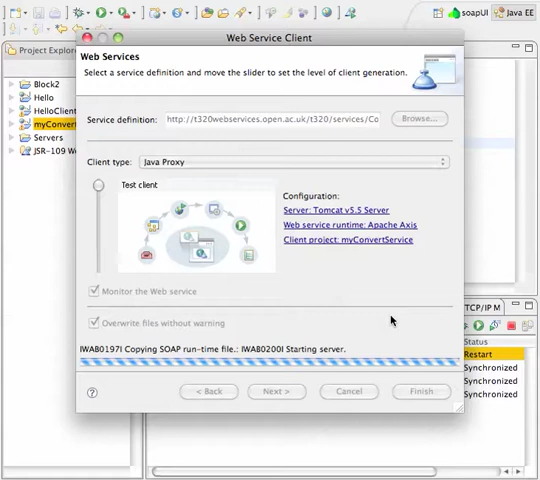 soapUI
Java EE
Web Service Client
Project Explorer
Web Services
Select a service definition and move the slider to set the level of client generation.
Block2
Hello
HelloClient
myConvert
Servers
JSR-109 We
Service definition:
http://t320webservices.open.ac.uk/t320/services/Co
Browse...
Client type:
Java Proxy
Test client
Configuration:
Server: Tomcat v5.5 Server
Web service runtime: Apache Axis
Client project: myConvertService
Monitor the Web service
Overwrite files without warning
TCP/IP M
IWAB0197I Copying SOAP run-time file.: IWAB0200I Starting server.
Status
Restart
Synchronized
Synchronized
Synchronized
?
< Back
Next >
Cancel
Finish